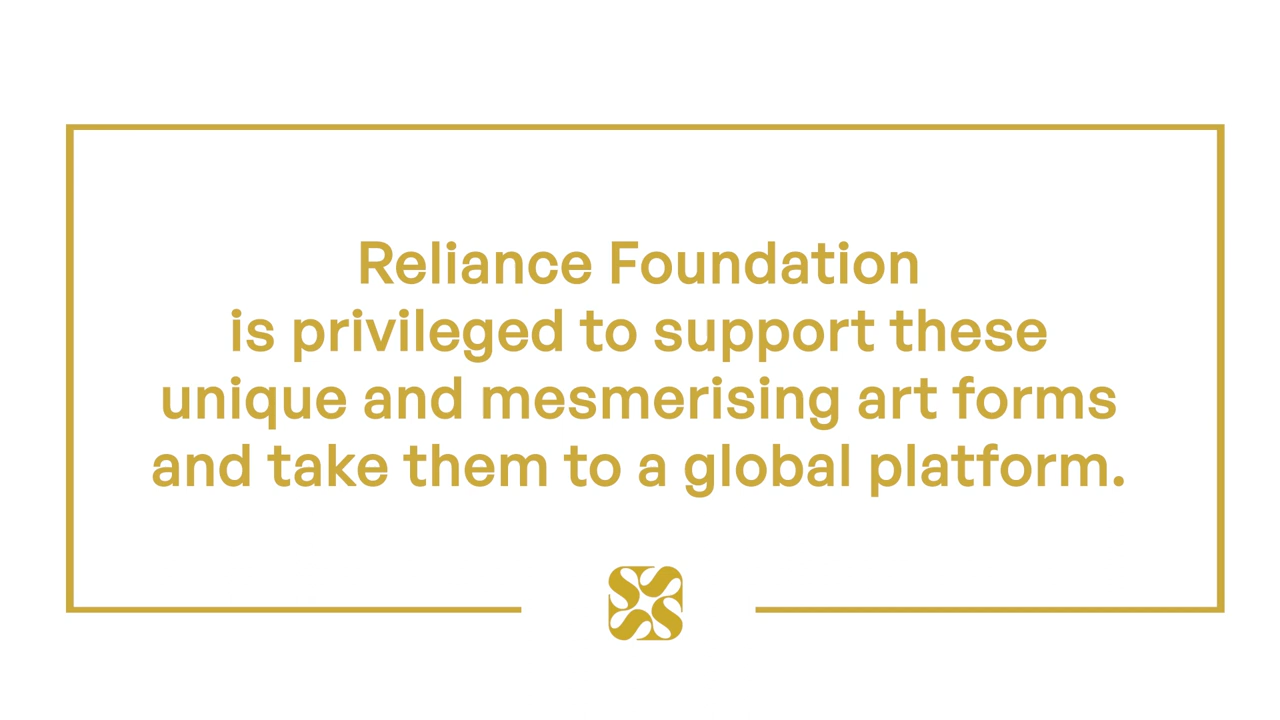 Reliance Foundation
is privileged to support these
unique and mesmerising art forms
and take them to a global platform.